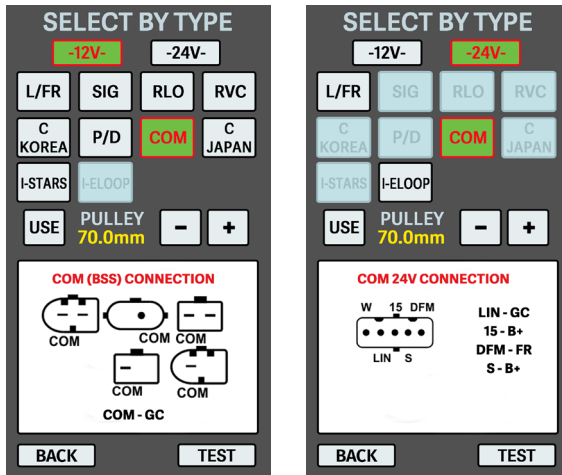 SELECT BY TYPE
-12V- -24V-
L/FR SIG RLO RVC
C KOREA P/D COM C JAPAN
I-STARS I-ELOOP
USE PULLEY 70.0mm - +
COM (BSS) CONNECTION
COM COM COM
COM COM
COM - GC
BACK TEST
SELECT BY TYPE
-12V- -24V-
L/FR SIG RLO RVC
C KOREA P/D COM C JAPAN
I-STARS I-ELOOP
USE PULLEY 70.0mm - +
COM 24V CONNECTION
W 15 DFM
LIN S
LIN - GC
15 - B+
DFM - FR
S - B+
BACK TEST